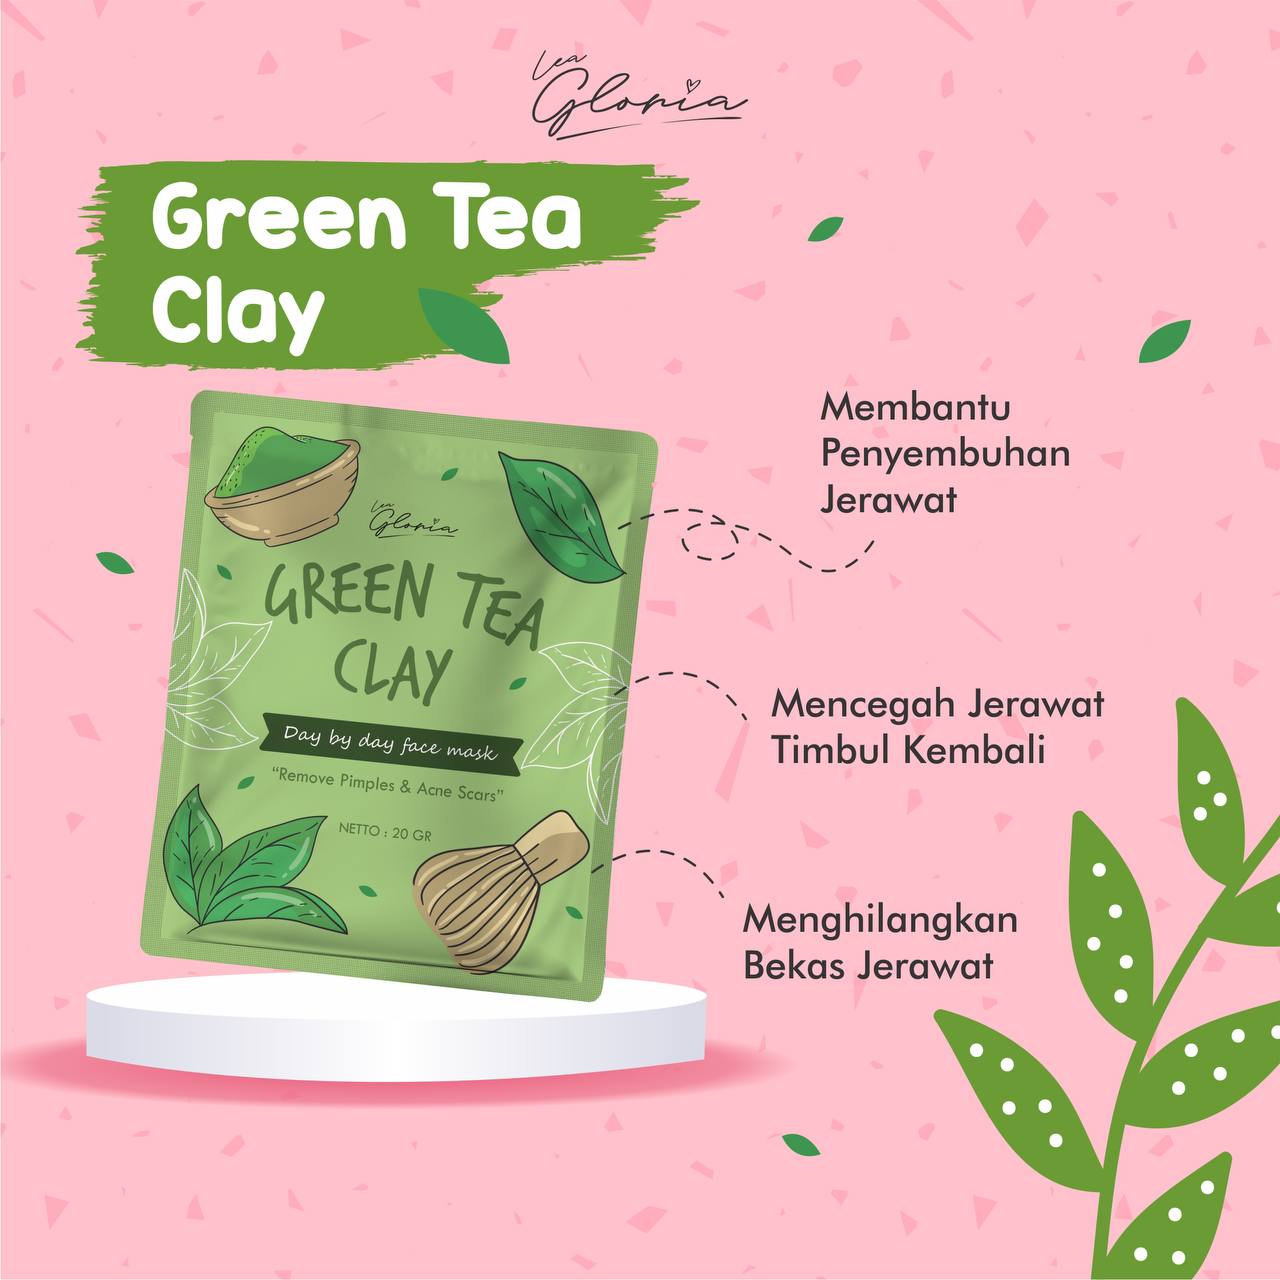 Lea
Gloria
Green Tea
Clay
Lea
Gloria
GREEN TEA
CLAY
Day by day face mask
“Remove Pimples & Acne Scars”
NETTO : 20 GR
Membantu
Penyembuhan
Jerawat
Mencegah Jerawat
Timbul Kembali
Menghilangkan
Bekas Jerawat